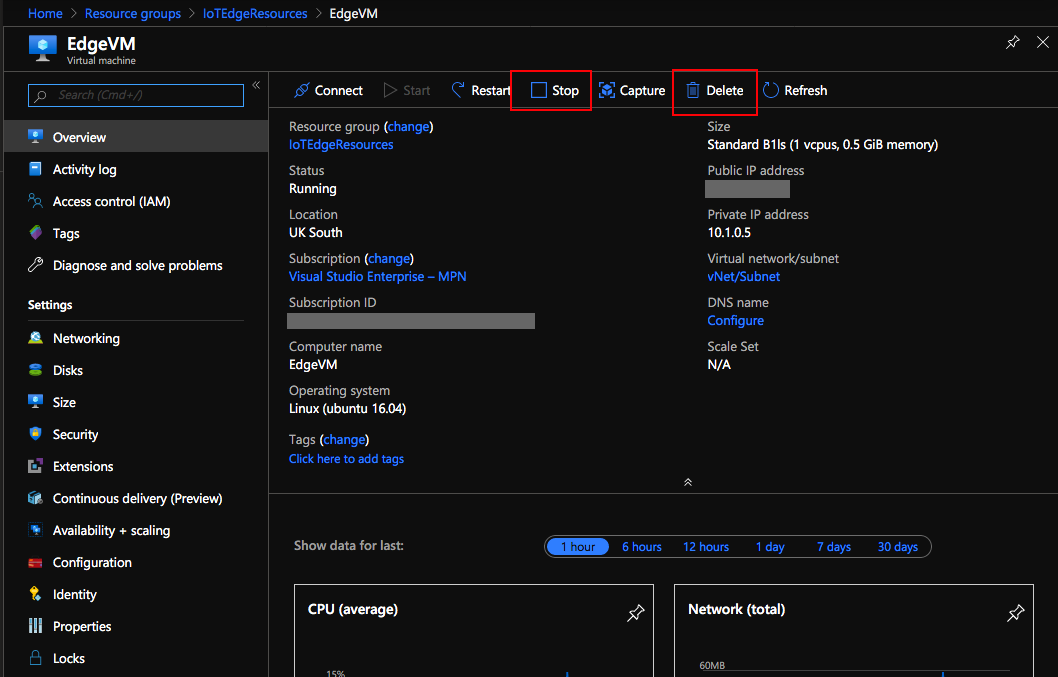 Home > Resource groups > IoTEdgeResources > EdgeVM
EdgeVM
Virtual machine
Search (Cmd+/)
«
Overview
Activity log
Access control (IAM)
Tags
Diagnose and solve problems
Settings
Networking
Disks
Size
Security
Extensions
Continuous delivery (Preview)
Availability + scaling
Configuration
Identity
Properties
Locks
Connect Start Restart Stop Capture Delete Refresh
Resource group (change)
IoTEdgeResources
Status
Running
Location
UK South
Subscription (change)
Visual Studio Enterprise – MPN
Subscription ID
Computer name
EdgeVM
Operating system
Linux (ubuntu 16.04)
Tags (change)
Click here to add tags
Size
Standard B1ls (1 vcpus, 0.5 GiB memory)
Public IP address
Private IP address
10.1.0.5
Virtual network/subnet
vNet/Subnet
DNS name
Configure
Scale Set
N/A
Show data for last: 1 hour 6 hours 12 hours 1 day 7 days 30 days
CPU (average)
15%
Network (total)
60MB